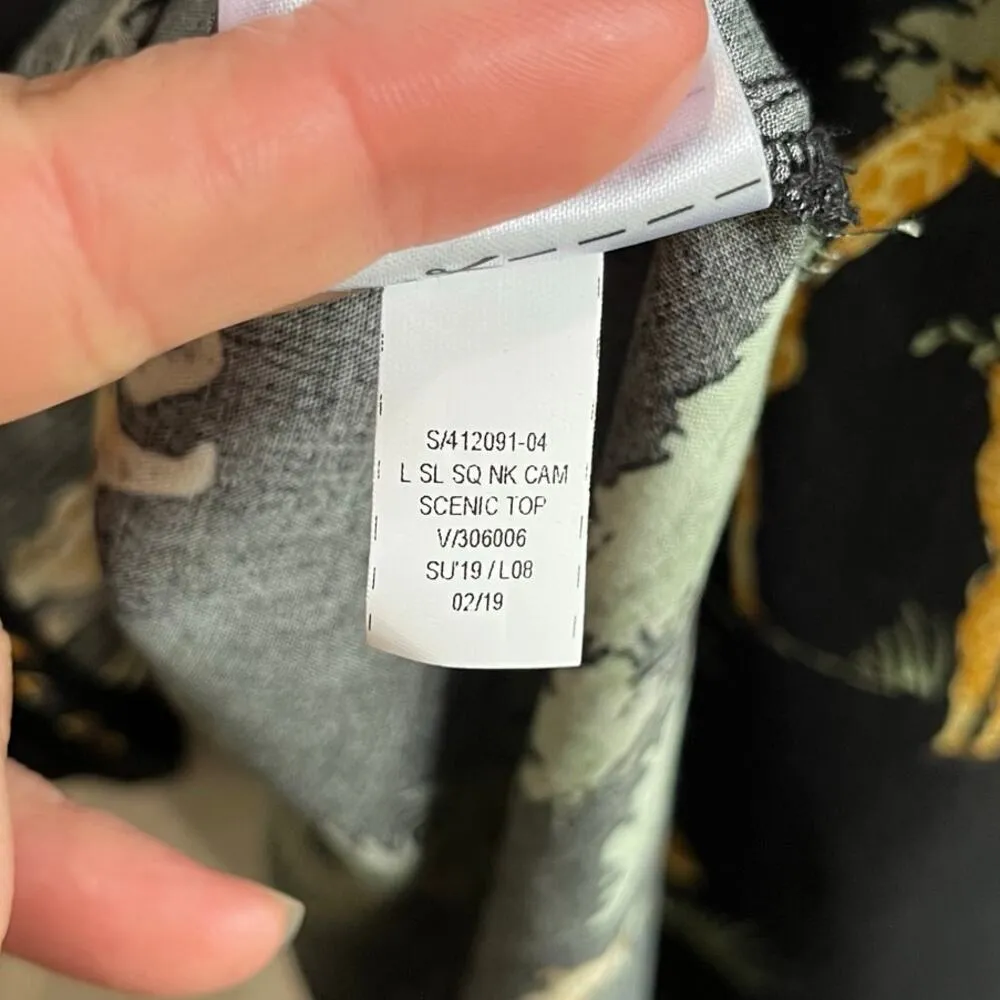 S/412091-04
L SL SQ NK CAM
SCENIC TOP
V/306006
SU'19 / L08
02/19